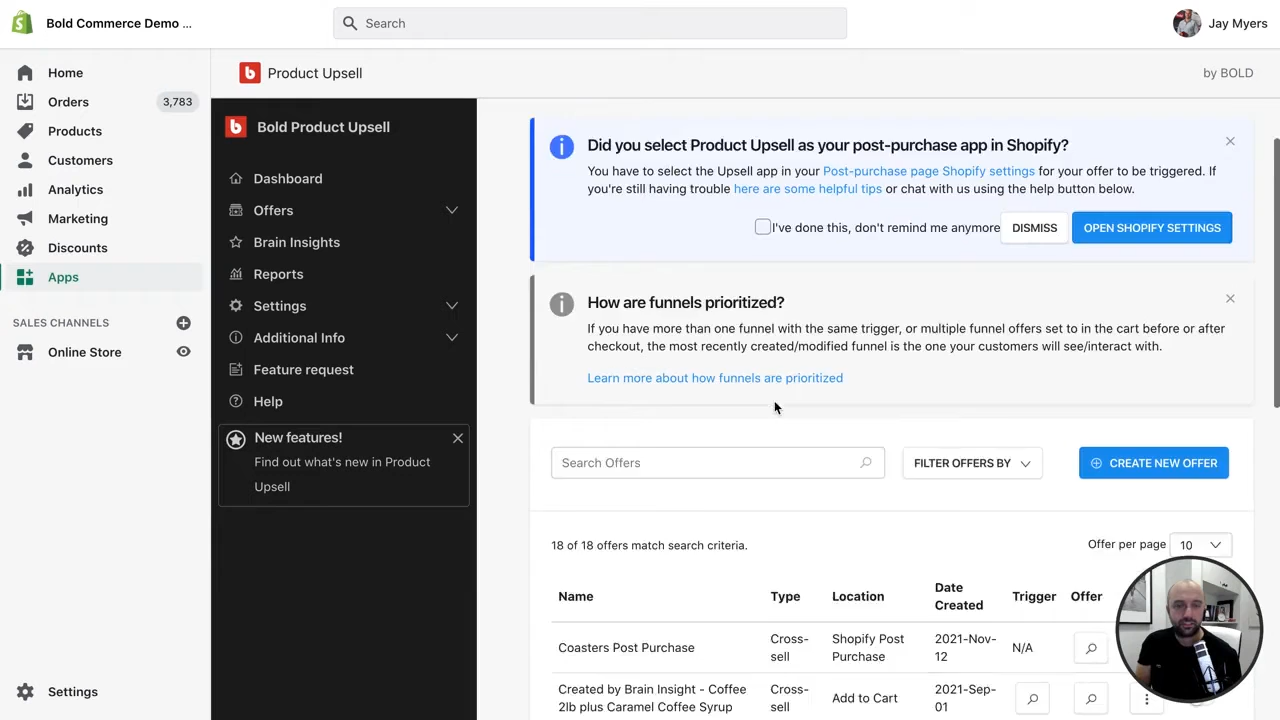 Bold Commerce Demo ...
Search
Jay Myers
Home
Orders
3,783
Products
Customers
Analytics
Marketing
Discounts
Apps
SALES CHANNELS
Online Store
Settings
Product Upsell
by BOLD
Bold Product Upsell
Dashboard
Offers
Brain Insights
Reports
Settings
Additional Info
Feature request
Help
New features!
Find out what's new in Product
Upsell
Did you select Product Upsell as your post-purchase app in Shopify?
You have to select the Upsell app in your Post-purchase page Shopify settings for your offer to be triggered. If
you're still having trouble here are some helpful tips or chat with us using the help button below.
I've done this, don't remind me anymore
DISMISS
OPEN SHOPIFY SETTINGS
How are funnels prioritized?
If you have more than one funnel with the same trigger, or multiple funnel offers set to in the cart before or after
checkout, the most recently created/modified funnel is the one your customers will see/interact with.
Learn more about how funnels are prioritized
Search Offers
FILTER OFFERS BY
CREATE NEW OFFER
18 of 18 offers match search criteria.
Offer per page
10
Name
Type
Location
Date
Created
Trigger
Offer
Coasters Post Purchase
Cross-
sell
Shopify Post
Purchase
2021-Nov-
12
N/A
Created by Brain Insight - Coffee
2lb plus Caramel Coffee Syrup
Cross-
sell
Add to Cart
2021-Sep-
01